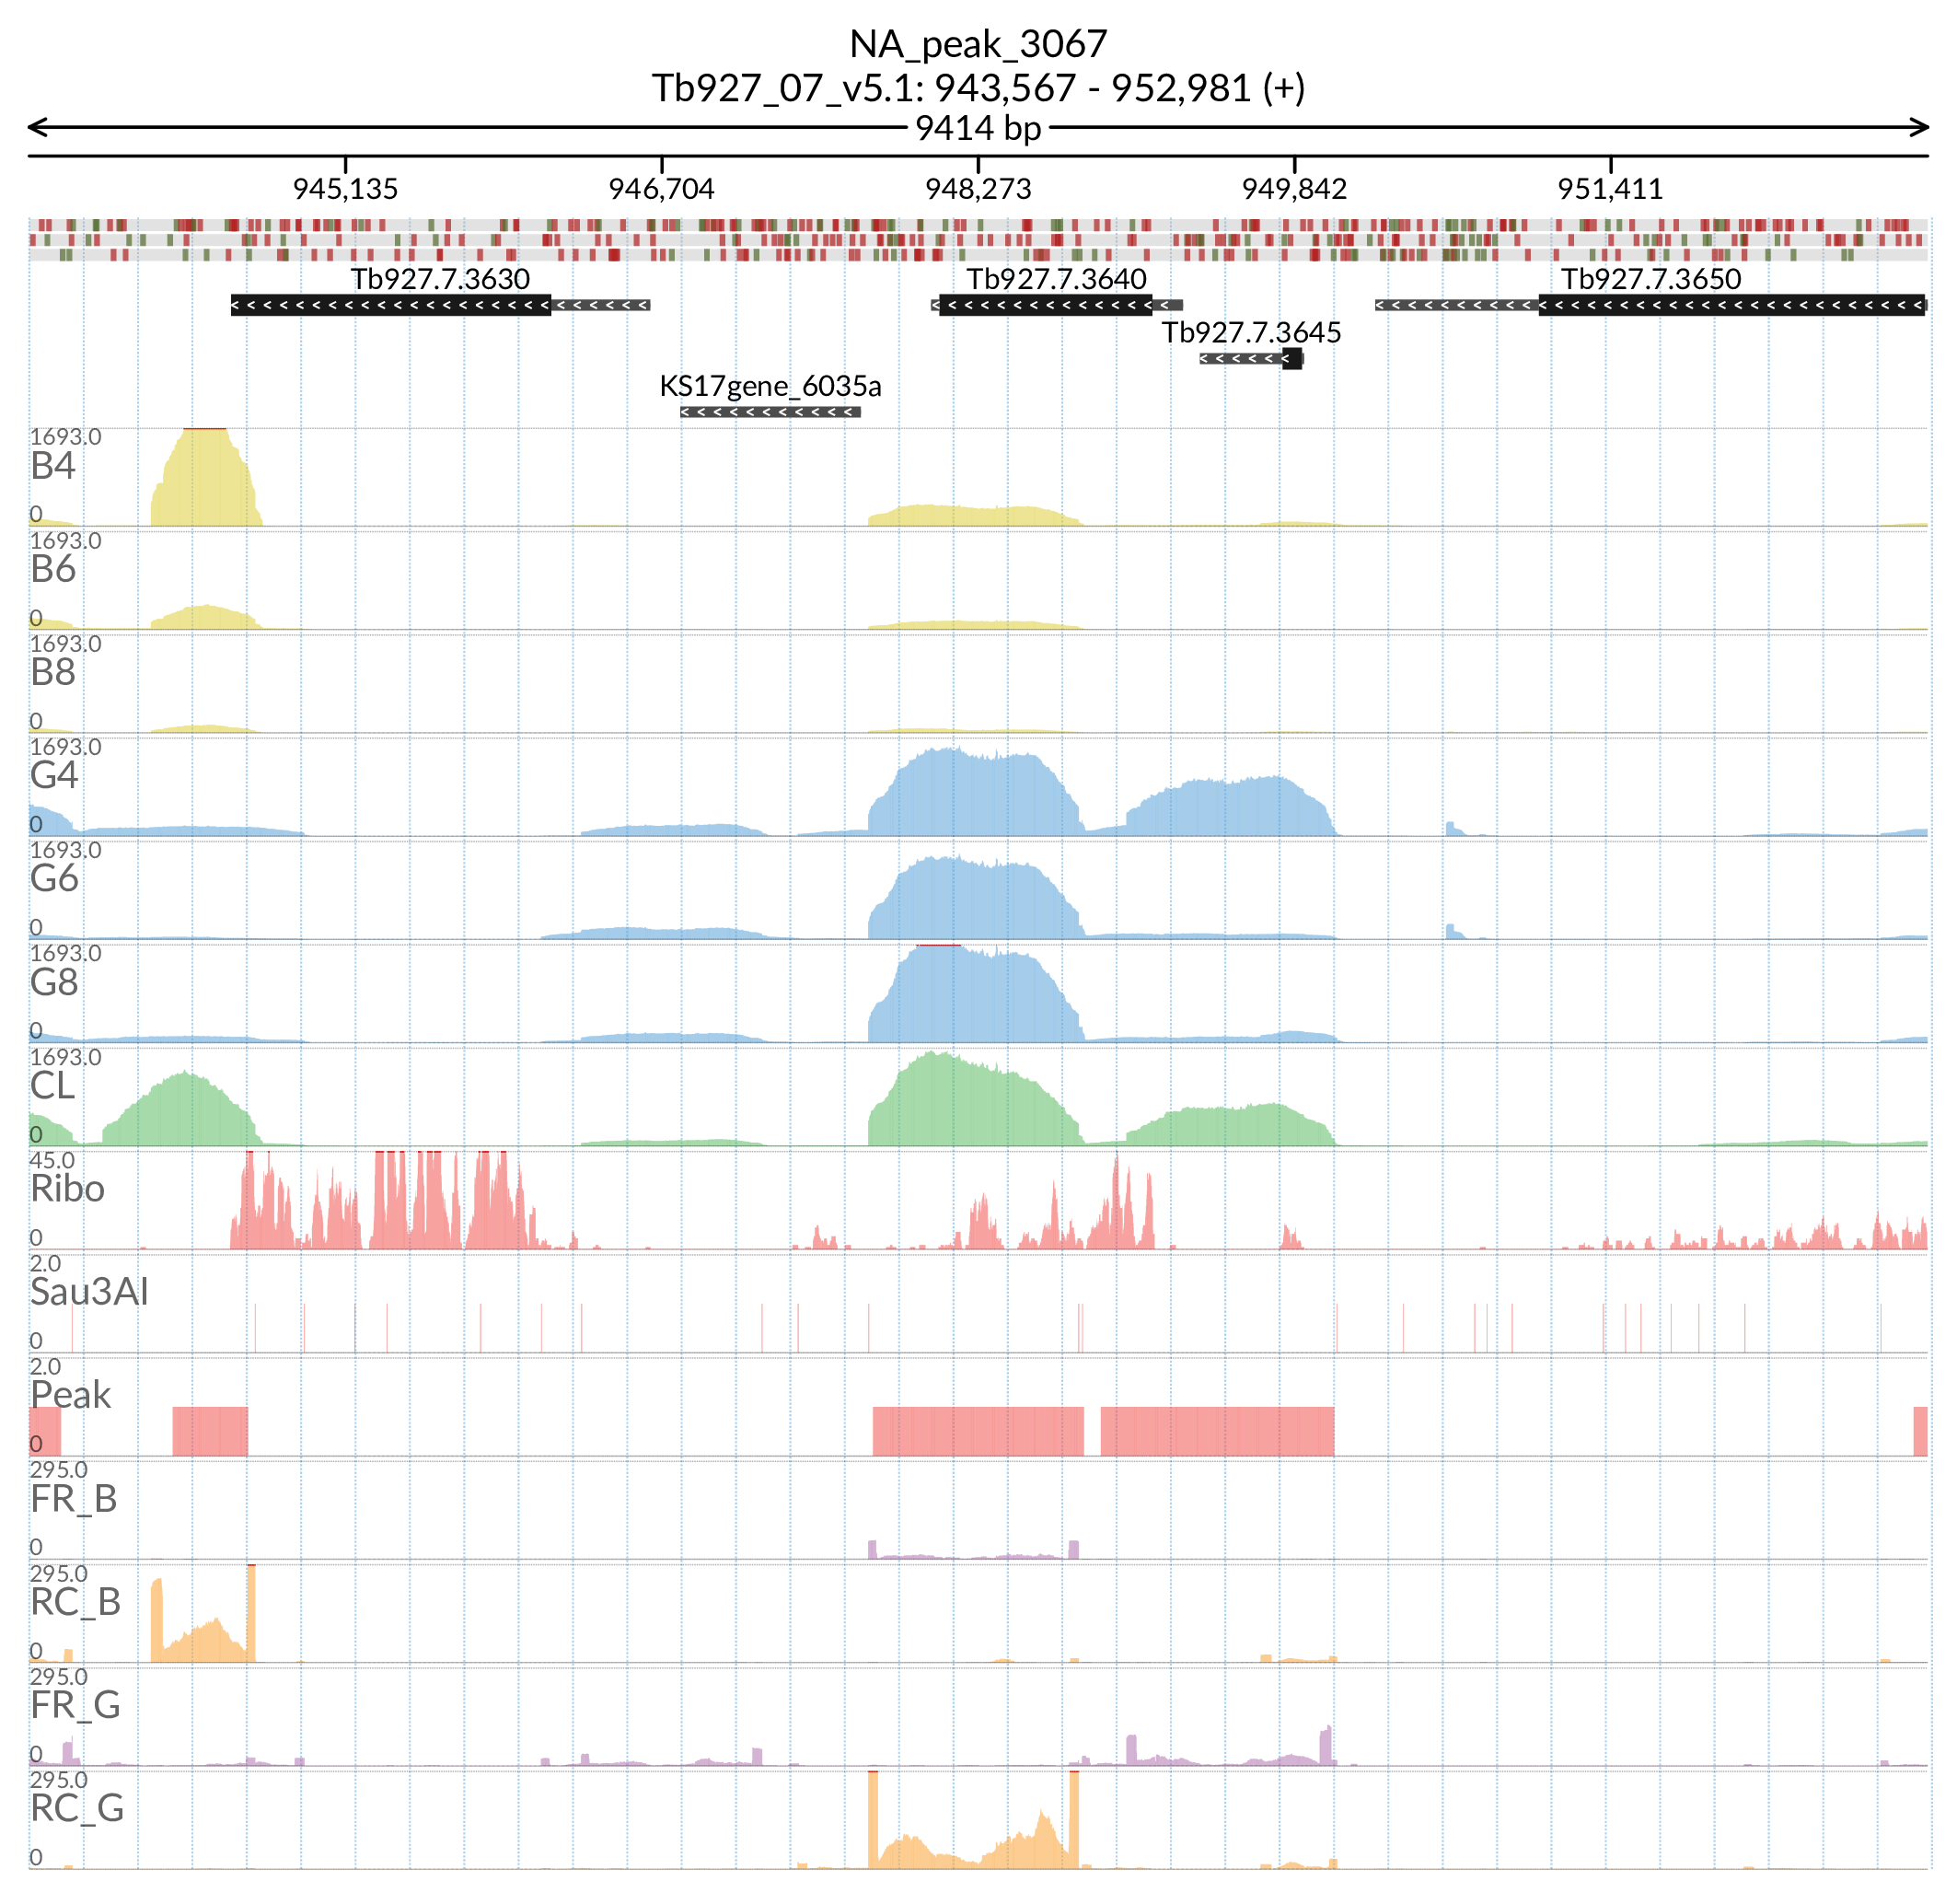 NA_peak_3067
Tb927_07_v5.1: 943,567 - 952,981 (+)
9414 bp
945,135 946,704 948,273 949,842 951,411
Tb927.7.3630 Tb927.7.3640 Tb927.7.3650
Tb927.7.3645
KS17gene_6035a
1693.0
B4
0
1693.0
B6
0
1693.0
B8
0
1693.0
G4
0
1693.0
G6
0
1693.0
G8
0
1693.0
CL
0
45.0
Ribo
0
2.0
Sau3AI
0
2.0
Peak
0
295.0
FR_B
0
295.0
RC_B
0
295.0
FR_G
0
295.0
RC_G
0